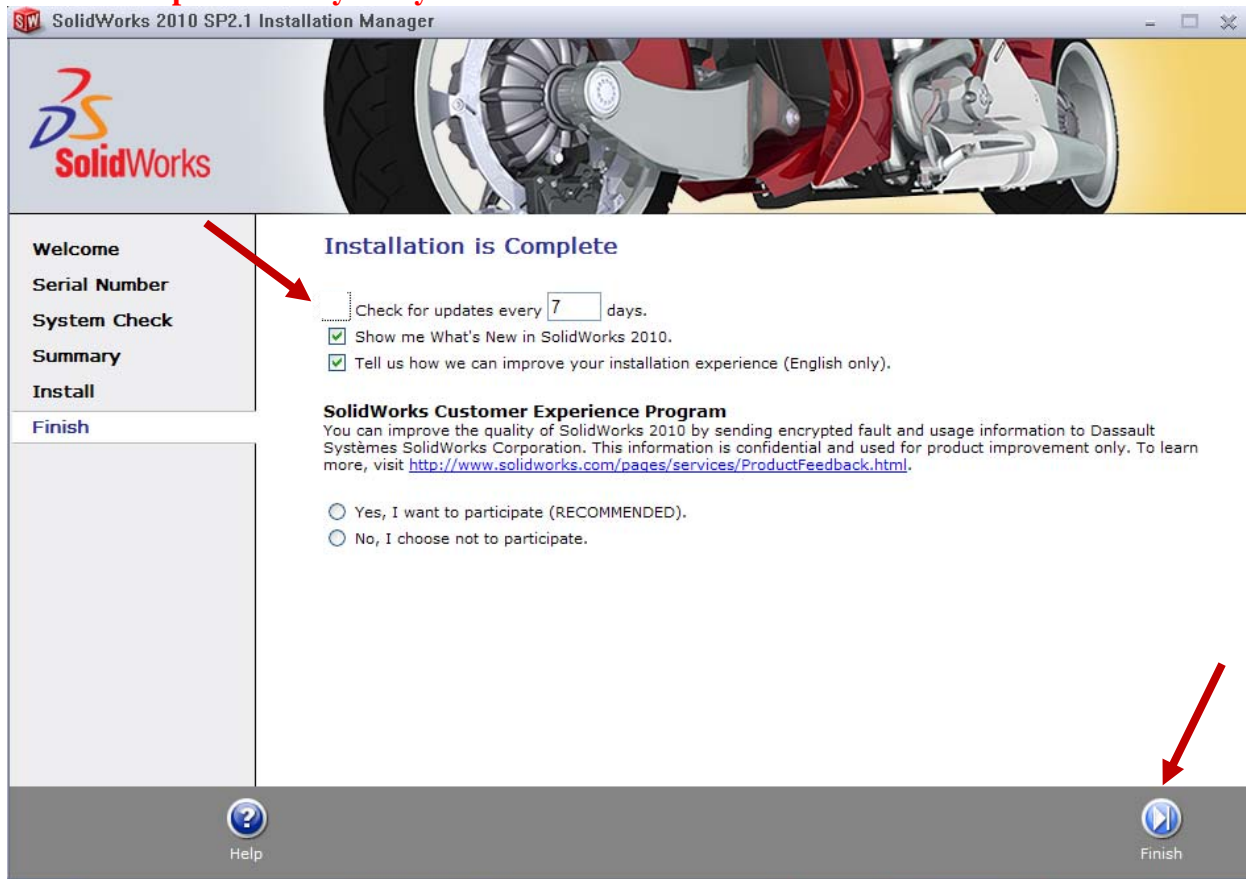 SolidWorks 2010 SP2.1 Installation Manager
SolidWorks
Welcome
Serial Number
System Check
Summary
Install
Finish
Installation is Complete
Check for updates every 7 days.
Show me What's New in SolidWorks 2010.
Tell us how we can improve your installation experience (English only).
SolidWorks Customer Experience Program
You can improve the quality of SolidWorks 2010 by sending encrypted fault and usage information to Dassault
Systèmes SolidWorks Corporation. This information is confidential and used for product improvement only. To learn
more, visit http://www.solidworks.com/pages/services/ProductFeedback.html.
Yes, I want to participate (RECOMMENDED).
No, I choose not to participate.
Help
Finish